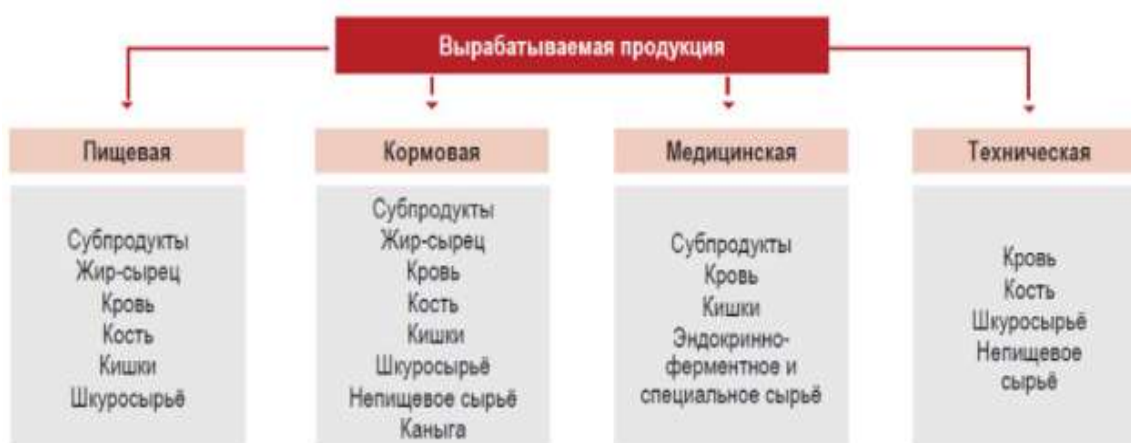 Вырабатываемая продукция
Пищевая
Субпродукты
Жир-сырец
Кровь
Кость
Кишки
Шкуросырьё
Кормовая
Субпродукты
Жир-сырец
Кровь
Кость
Кишки
Шкуросырьё
Непищевое сырьё
Каныга
Медицинская
Субпродукты
Кровь
Кишки
Эндокринно-
ферментное и
специальное сырьё
Техническая
Кровь
Кость
Шкуросырьё
Непищевое
сырьё